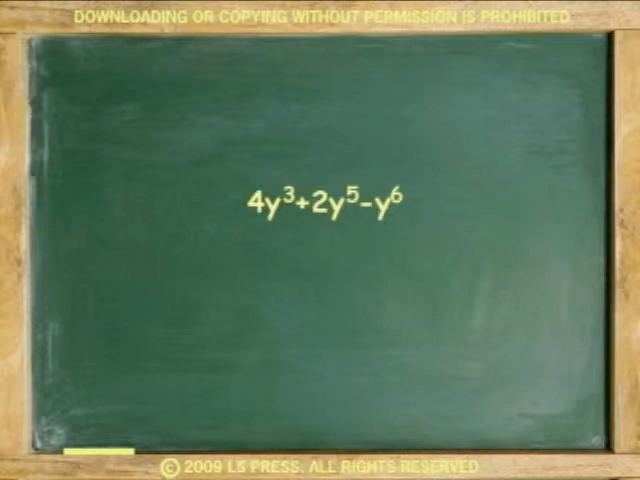 DOWNLOADING OR COPYING WITHOUT PERMISSION IS PROHIBITED
4y³+2y⁵-y⁶
© 2009 LS PRESS. ALL RIGHTS RESERVED